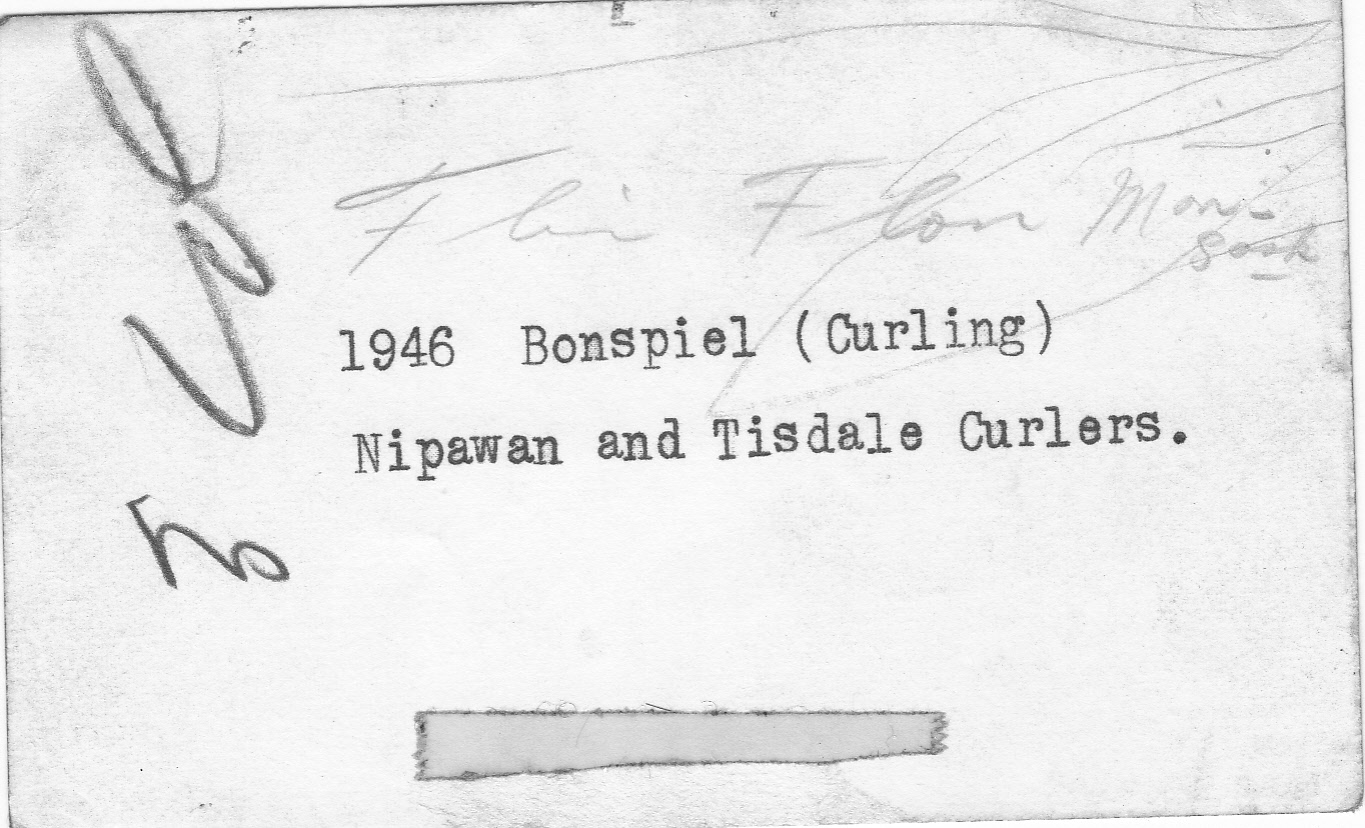 Flin Flon Man.
Sask
1946 Bonspiel (Curling)
Nipawan and Tisdale Curlers.